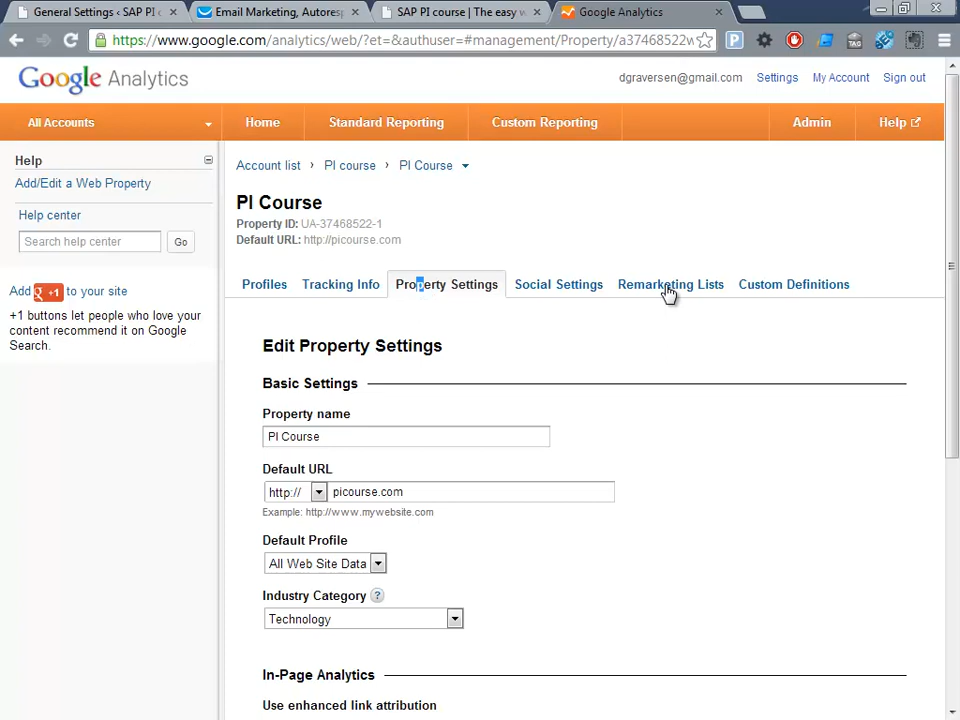 General Settings ‹ SAP PI
Email Marketing, Autoresp
SAP PI course | The easy w
Google Analytics
https://www.google.com/analytics/web/?et=&authuser=#management/Property/a37468522w
Google Analytics
dgraversen@gmail.com Settings My Account Sign out
All Accounts Home Standard Reporting Custom Reporting Admin Help
Help
Add/Edit a Web Property
Help center
Search help center Go
Add g +1 to your site
+1 buttons let people who love your
content recommend it on Google
Search.
Account list › PI course › PI Course
PI Course
Property ID: UA-37468522-1
Default URL: http://picourse.com
Profiles Tracking Info Property Settings Social Settings Remarketing Lists Custom Definitions
Edit Property Settings
Basic Settings
Property name
PI Course
Default URL
http:// picourse.com
Example: http://www.mywebsite.com
Default Profile
All Web Site Data
Industry Category ?
Technology
In-Page Analytics
Use enhanced link attribution